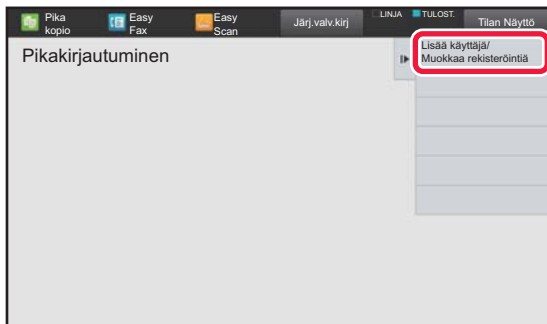 Pika
kopio
Easy
Fax
Easy
Scan
Järj.valv.kirj
LINJA
TULOST.
Tilan Näyttö
Pikakirjautuminen
Lisää käyttäjä/
Muokkaa rekisteröintiä